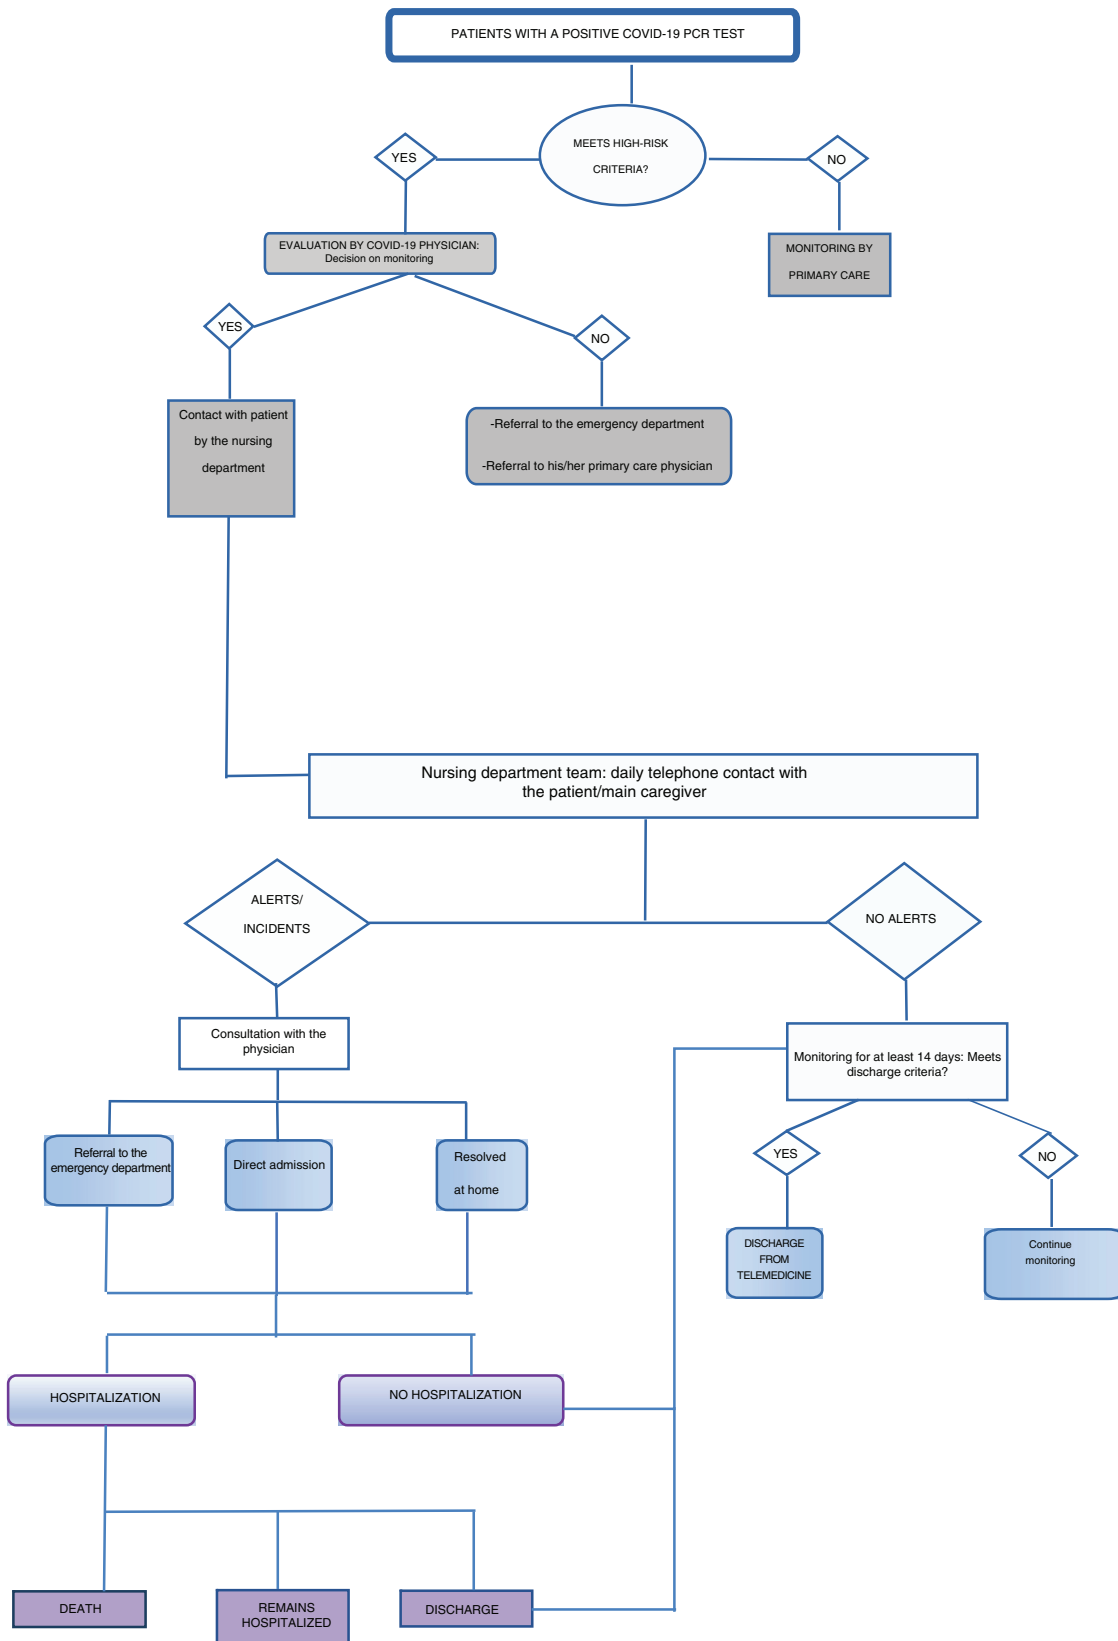 PATIENTS WITH A POSITIVE COVID-19 PCR TEST
MEETS HIGH-RISK
CRITERIA?
YES
NO
EVALUATION BY COVID-19 PHYSICIAN:
Decision on monitoring
MONITORING BY
PRIMARY CARE
YES
NO
Contact with patient
by the nursing
department
-Referral to the emergency department
-Referral to his/her primary care physician
Nursing department team: daily telephone contact with
the patient/main caregiver
ALERTS/
INCIDENTS
NO ALERTS
Consultation with the
physician
Monitoring for at least 14 days: Meets
discharge criteria?
Referral to the
emergency department
Direct admission
Resolved
at home
YES
NO
DISCHARGE
FROM
TELEMEDICINE
Continue
monitoring
HOSPITALIZATION
NO HOSPITALIZATION
DEATH
REMAINS
HOSPITALIZED
DISCHARGE